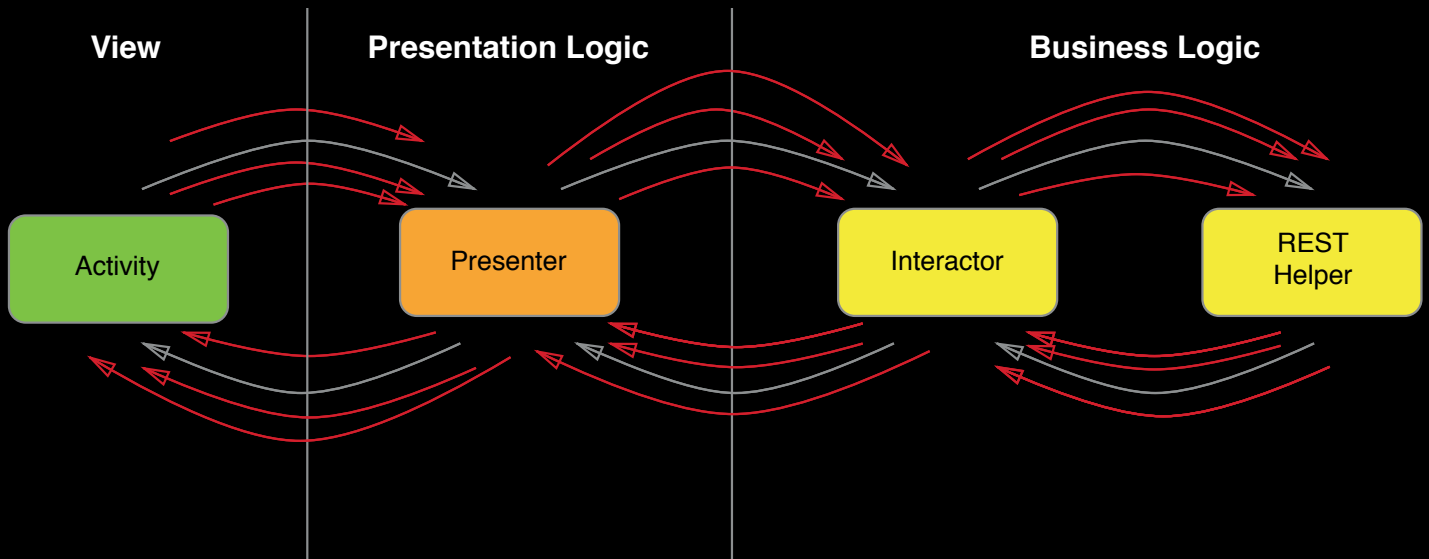 View
Presentation Logic
Business Logic
Activity
Presenter
Interactor
REST
Helper